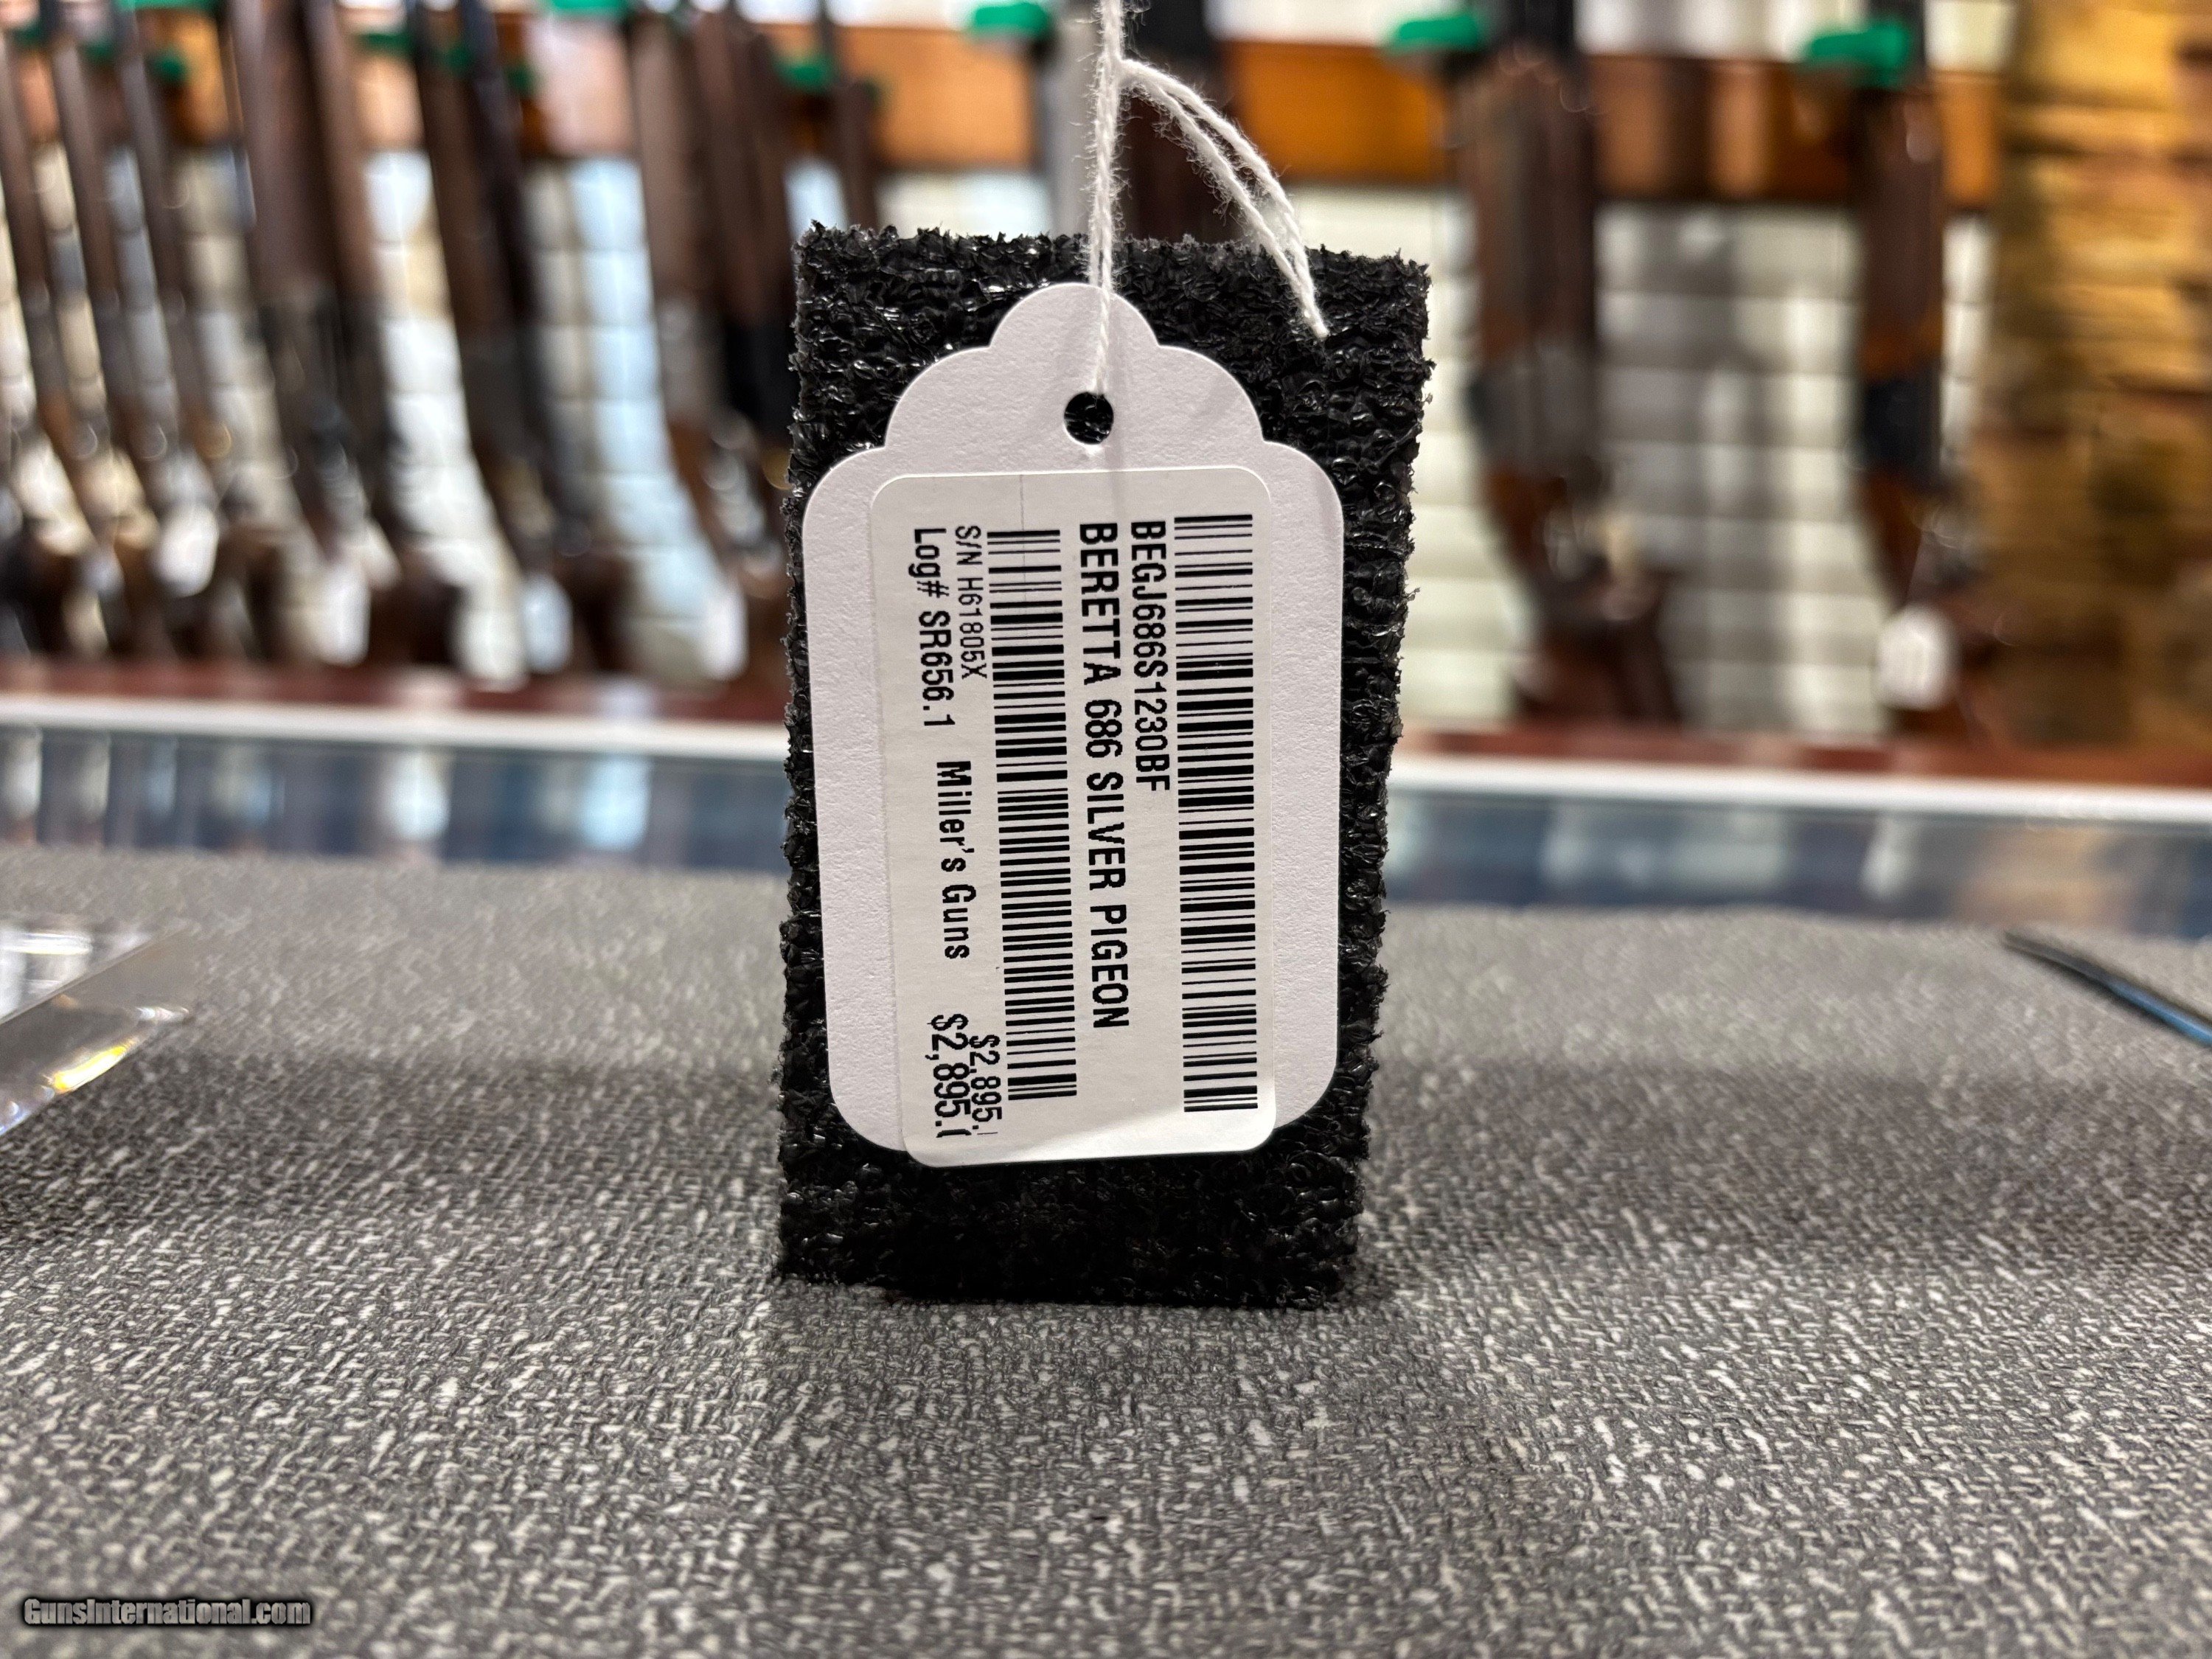 BEGJ686S1230BF
BERETTA 686 SILVER PIGEON
S/N H61805X
$2,895.
Log# SR656.1 Miller's Guns $2,895.(
GunsInternational.com